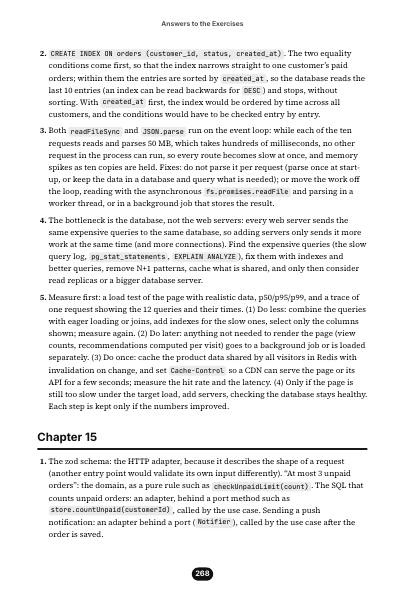 Answers to the Exercises
2. CREATE INDEX ON orders (customer_id, status, created_at). The two equality
conditions come first, so that the index narrows straight to one customer's paid
orders; within them the entries are sorted by created_at, so the database reads the
last 10 entries (an index can be read backwards for DESC) and stops, without
sorting. With created_at first, the index would be ordered by time across all
customers, and the conditions would have to be checked entry by entry.
3. Both readFileSync and JSON.parse run on the event loop: while each of the ten
requests reads and parses 50 MB, which takes hundreds of milliseconds, no other
request in the process can run, so every route becomes slow at once, and memory
spikes as ten copies are held. Fixes: do not parse it per request (parse once at start-
up, or keep the data in a database and query what is needed); or move the work off
the loop, reading with the asynchronous fs.promises.readFile and parsing in a
worker thread, or in a background job that stores the result.
4. The bottleneck is the database, not the web servers: every web server sends the
same expensive queries to the same database, so adding servers only sends it more
work at the same time (and more connections). Find the expensive queries (the slow
query log, pg_stat_statements, EXPLAIN ANALYZE), fix them with indexes and
better queries, remove N+1 patterns, cache what is shared, and only then consider
read replicas or a bigger database server.
5. Measure first: a load test of the page with realistic data, p50/p95/p99, and a trace of
one request showing the 12 queries and their times. (1) Do less: combine the queries
with eager loading or joins, add indexes for the slow ones, select only the columns
shown; measure again. (2) Do later: anything not needed to render the page (view
counts, recommendations computed per visit) goes to a background job or is loaded
separately. (3) Do once: cache the product data shared by all visitors in Redis with
invalidation on change, and set Cache-Control so a CDN can serve the page or its
API for a few seconds; measure the hit rate and the latency. (4) Only if the page is
still too slow under the target load, add servers, checking the database stays healthy.
Each step is kept only if the numbers improved.
Chapter 15
1. The zod schema: the HTTP adapter, because it describes the shape of a request
(another entry point would validate its own input differently). "At most 3 unpaid
orders": the domain, as a pure rule such as checkUnpaidLimit(count). The SQL that
counts unpaid orders: an adapter, behind a port method such as
store.countUnpaid(customerId), called by the use case. Sending a push
notification: an adapter behind a port (Notifier), called by the use case after the
order is saved.
268